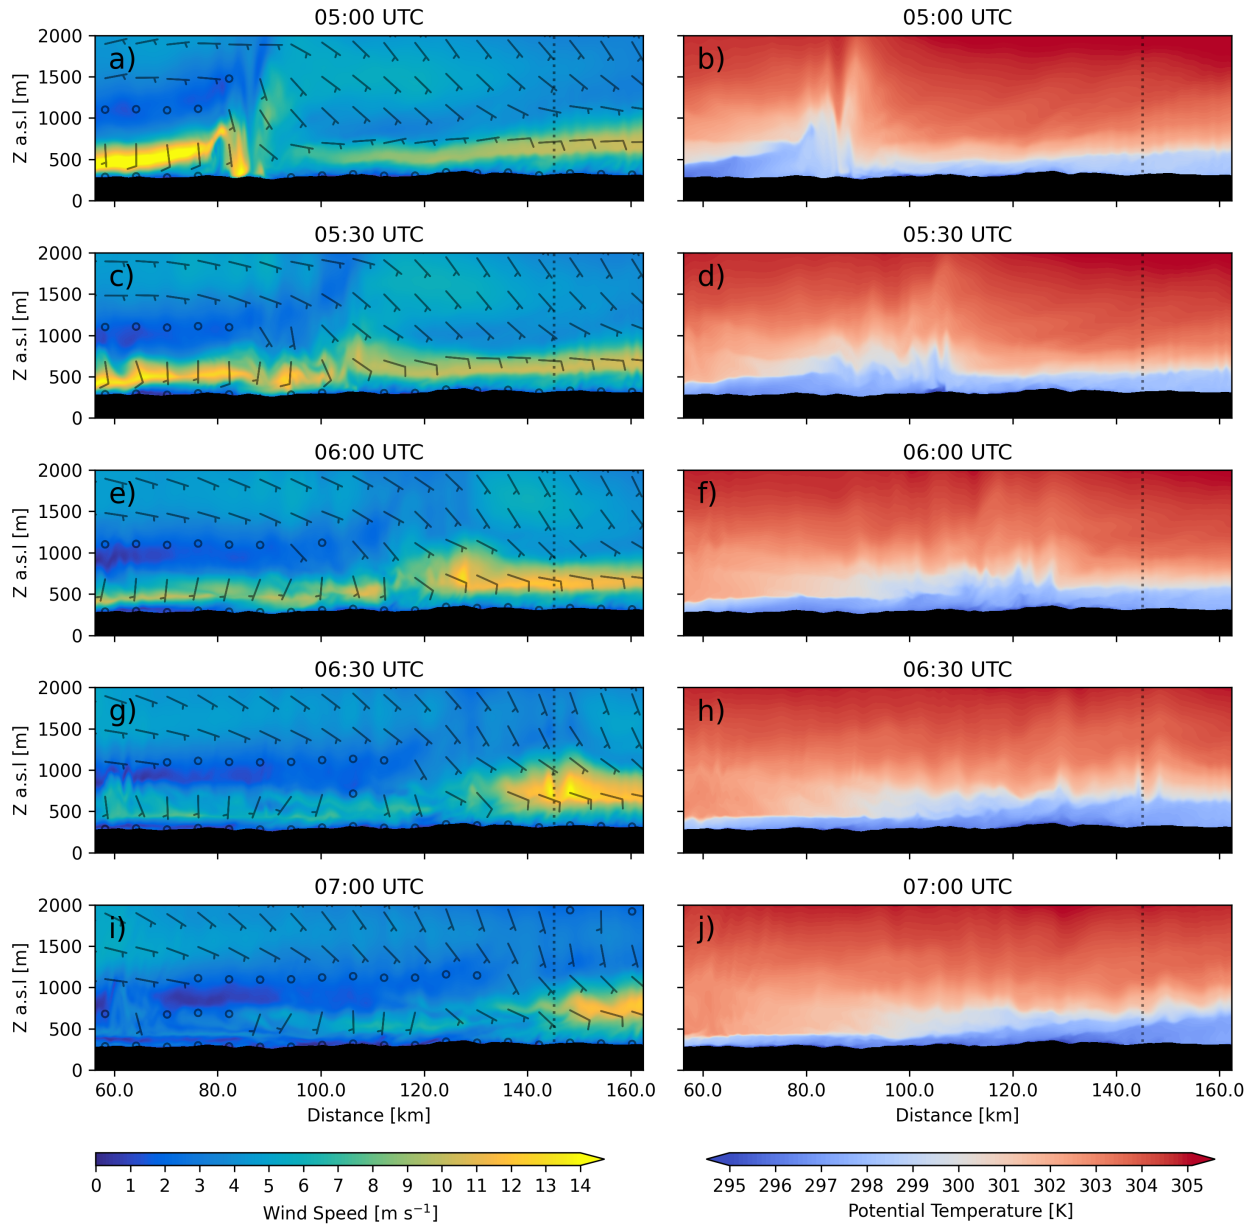 05:00 UTC 05:00 UTC
a) b)
2000
1500
1000
500
0
Z a.s.l [m]
05:30 UTC 05:30 UTC
c) d)
2000
1500
1000
500
0
Z a.s.l [m]
06:00 UTC 06:00 UTC
e) f)
2000
1500
1000
500
0
Z a.s.l [m]
06:30 UTC 06:30 UTC
g) h)
2000
1500
1000
500
0
Z a.s.l [m]
07:00 UTC 07:00 UTC
i) j)
2000
1500
1000
500
0
Z a.s.l [m]
60.0 80.0 100.0 120.0 140.0 160.0 60.0 80.0 100.0 120.0 140.0 160.0
Distance [km] Distance [km]
0 1 2 3 4 5 6 7 8 9 10 11 12 13 14 295 296 297 298 299 300 301 302 303 304 305
Wind Speed [m s⁻¹] Potential Temperature [K]